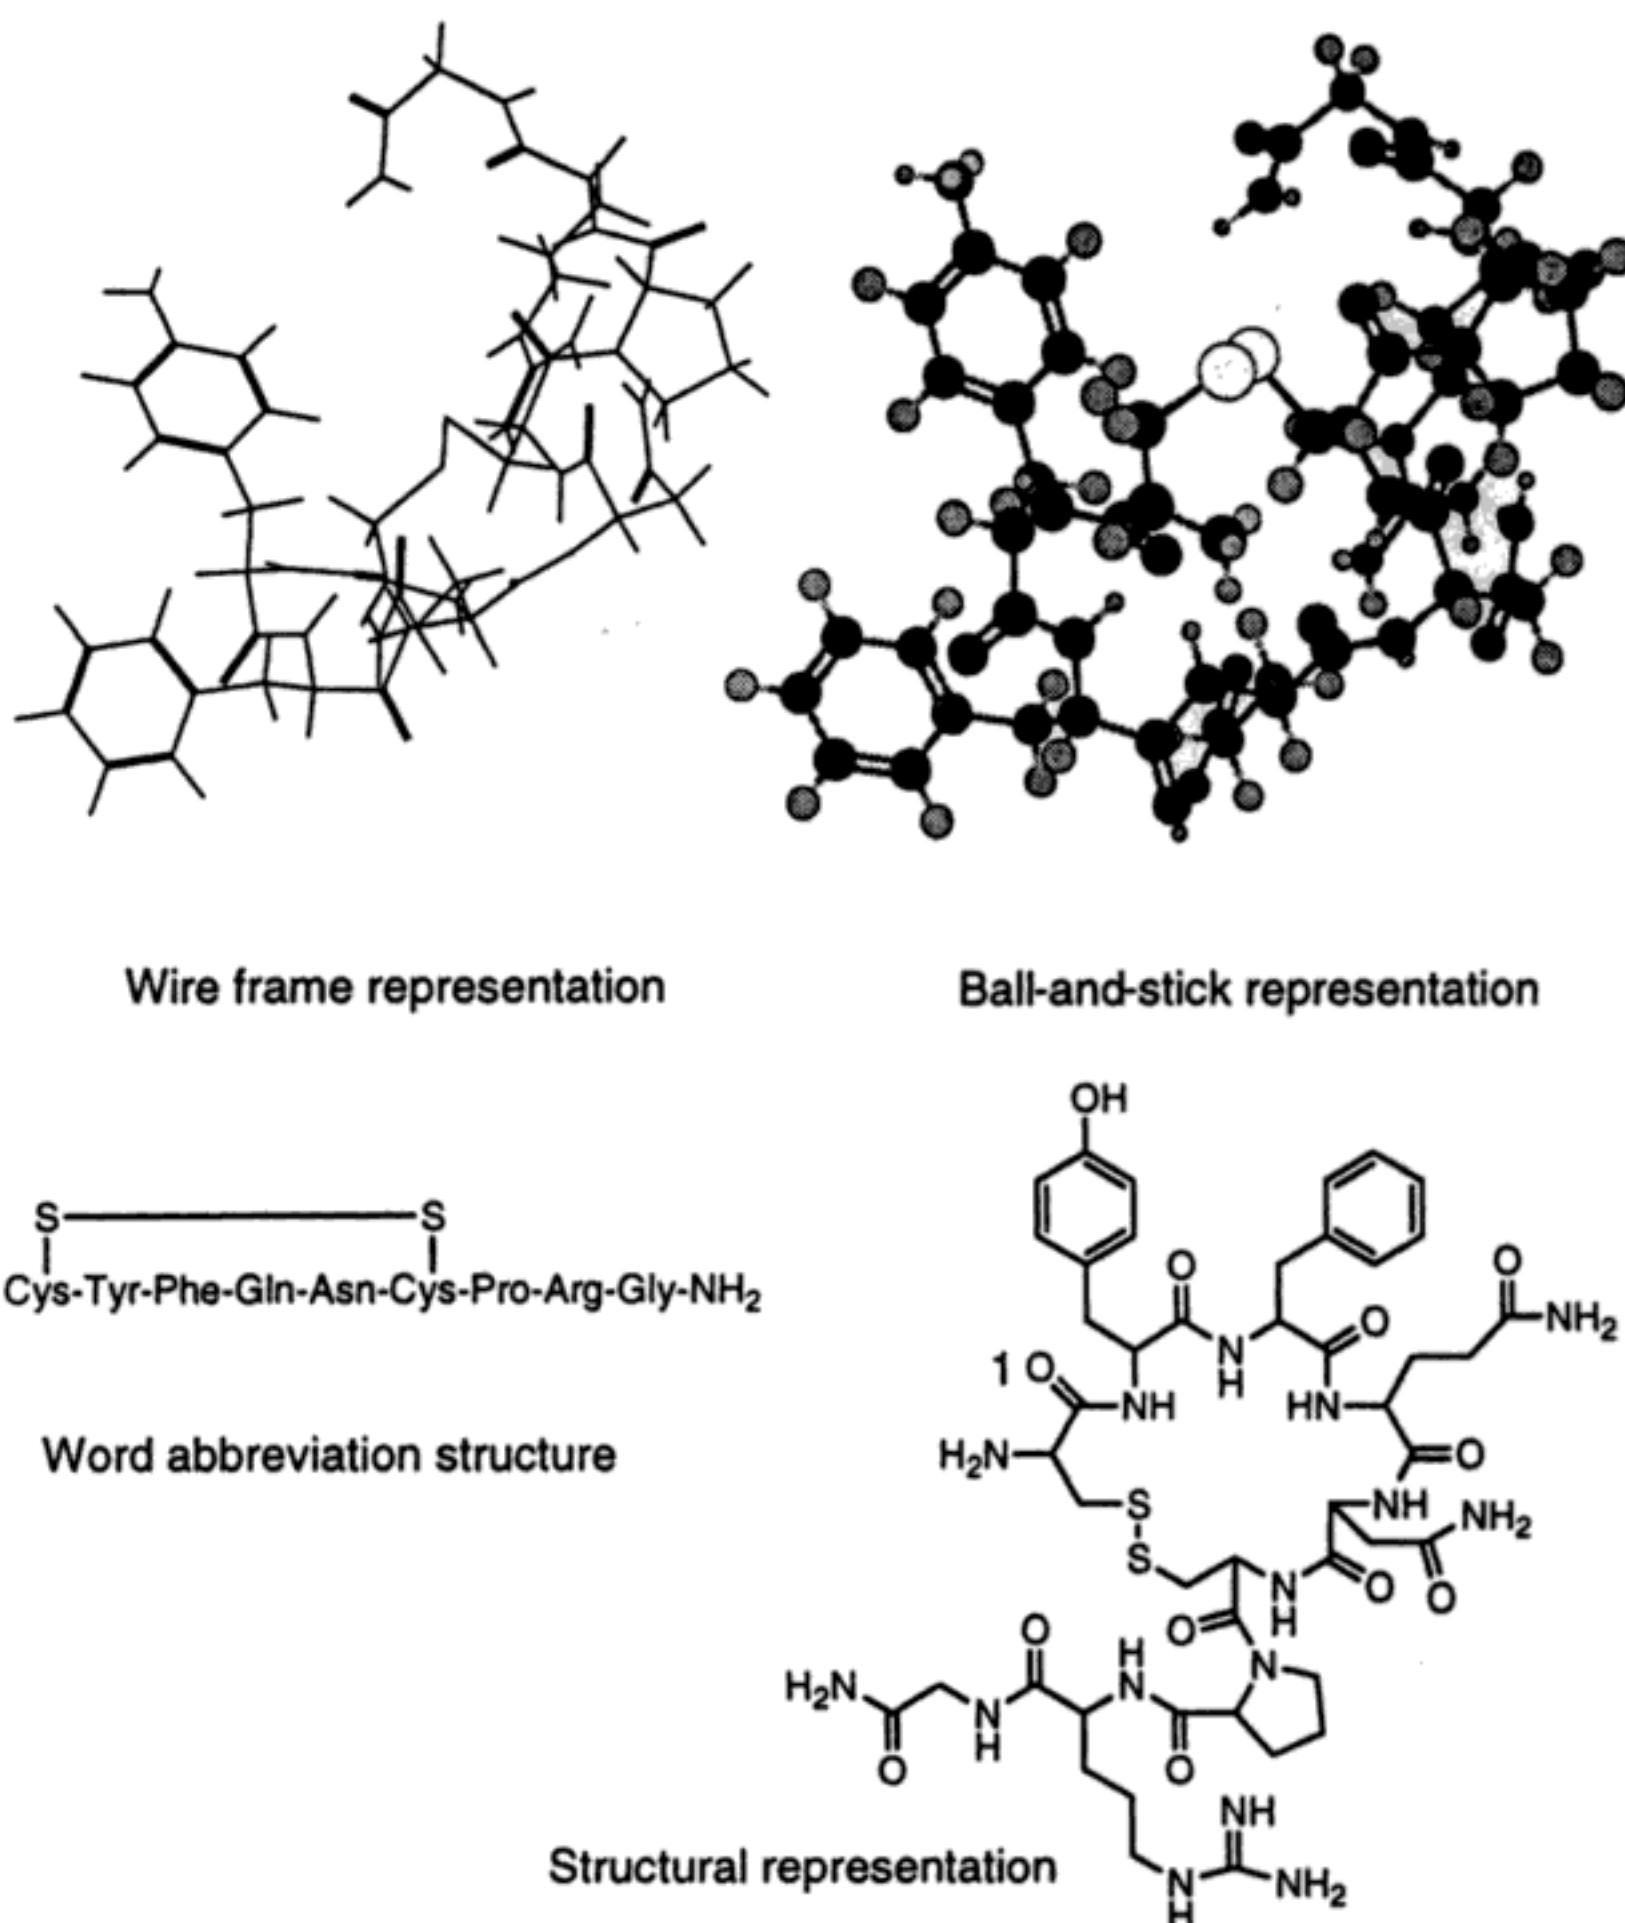 Wire frame representation
Ball-and-stick representation
S S
Cys-Tyr-Phe-Gln-Asn-Cys-Pro-Arg-Gly-NH₂
Word abbreviation structure
OH
O
O
O
NH₂
1 O
NH
N
H
HN
H₂N
O
S
NH
NH₂
S
N
H
O
O
O
O
H
N
N
H₂N
N
H
O
O
NH
Structural representation
N
H
NH₂